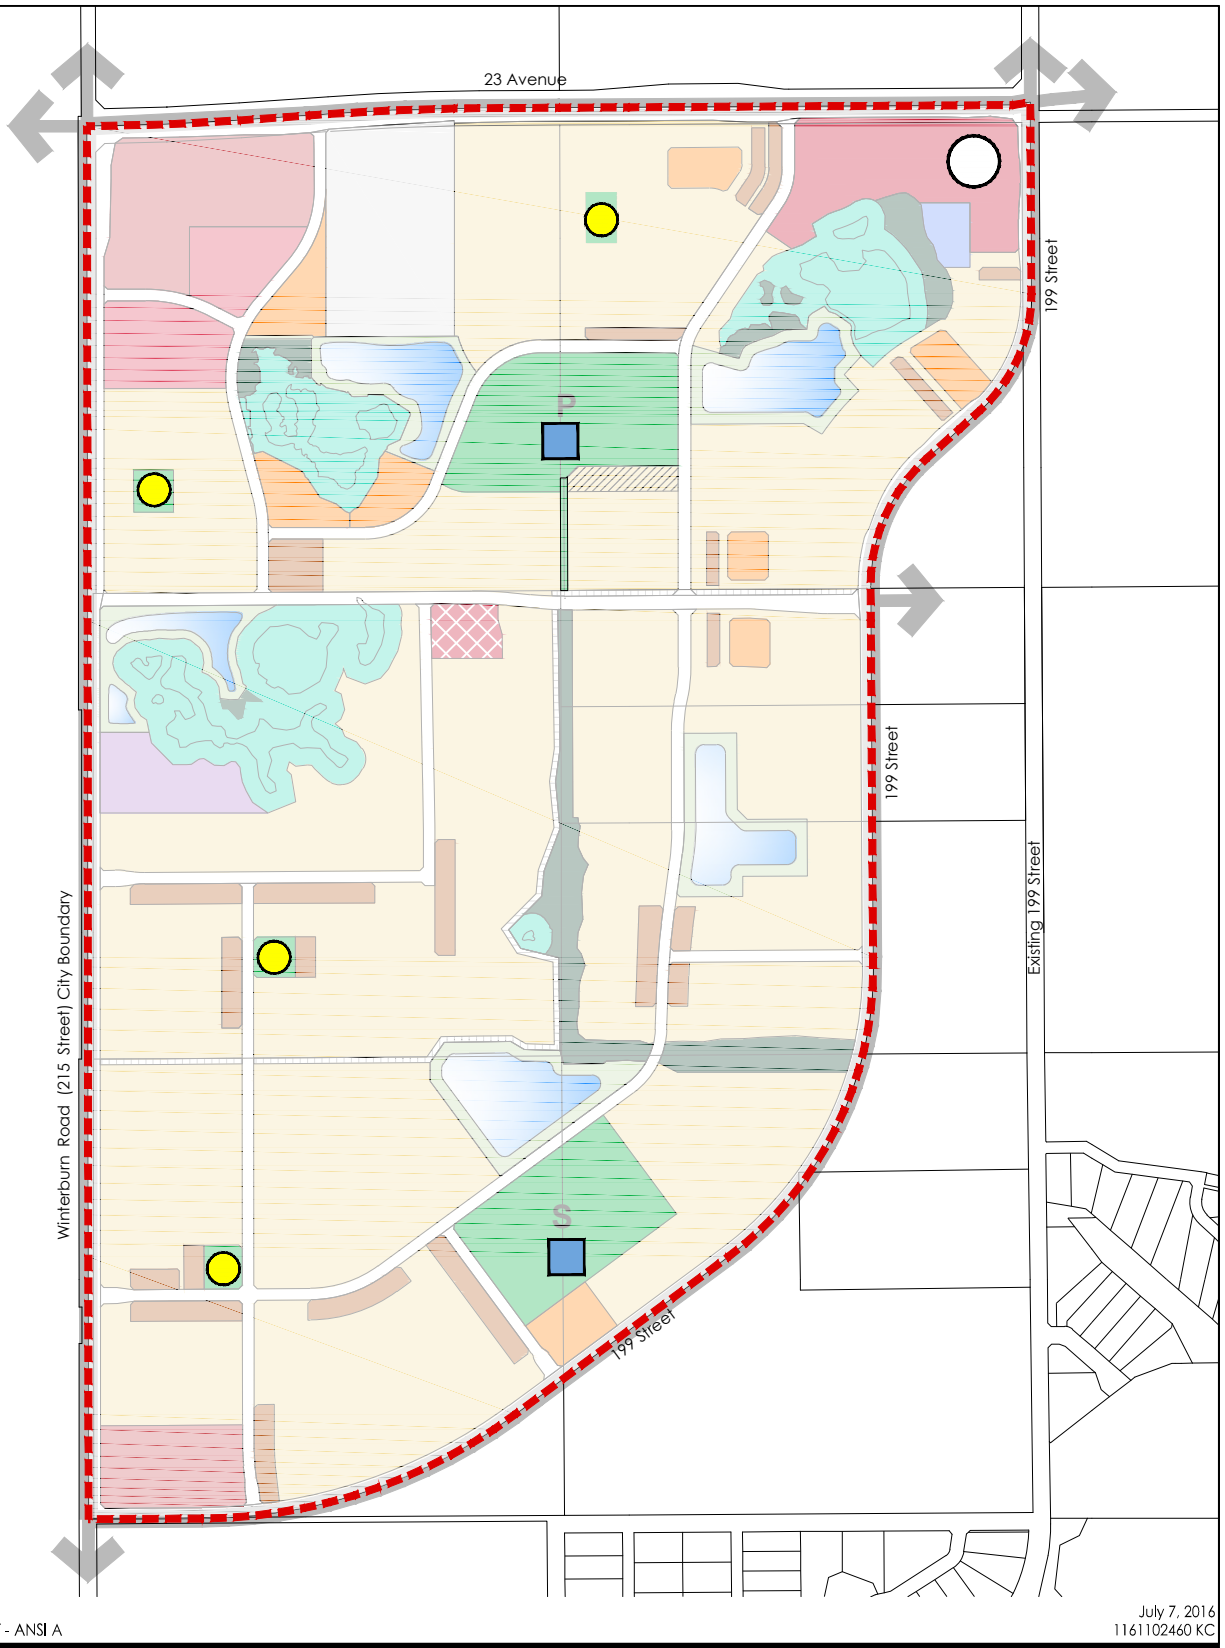 23 Avenue
199 Street
P
199 Street
Existing 199 Street
Winterburn Road (215 Street) City Boundary
S
199 Street
July 7, 2016
- ANSI A
1161102460 KC